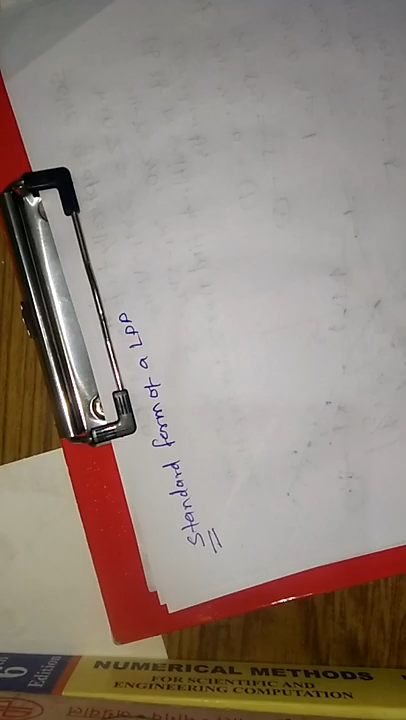 Standard form of a LPP
6
Edition
NUMERICAL METHODS
FOR SCIENTIFIC AND
ENGINEERING COMPUTATION